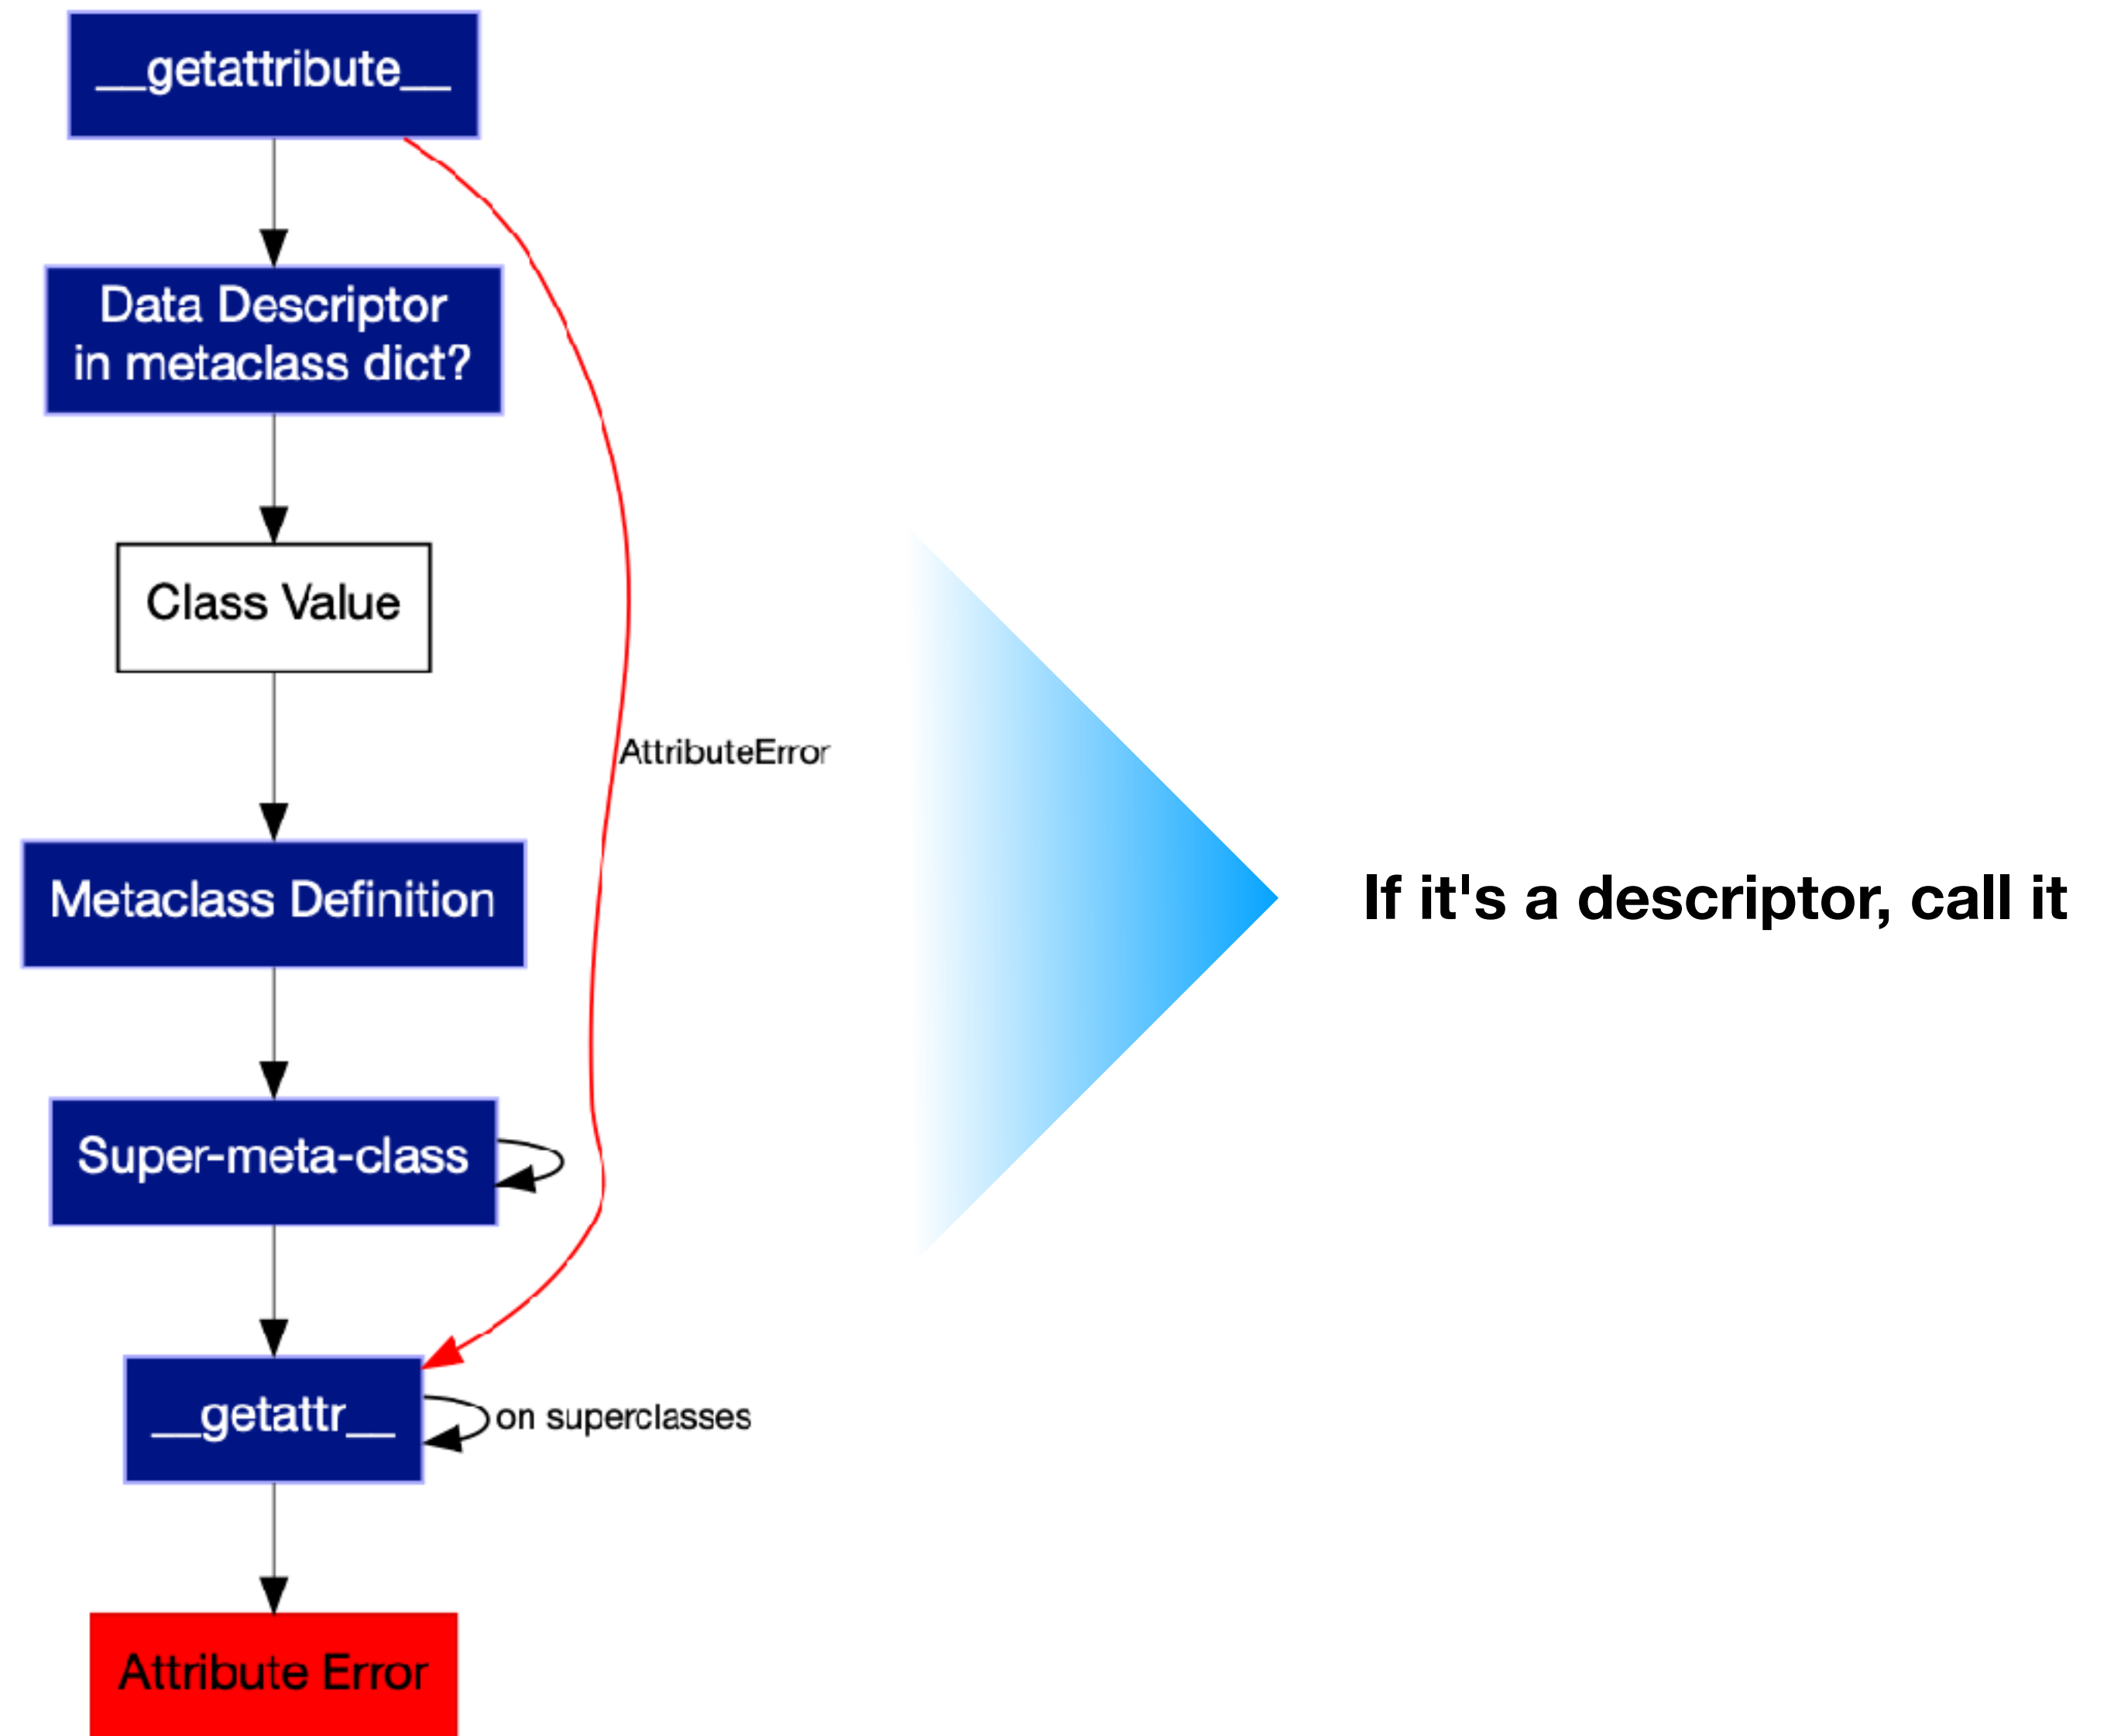 __getattribute__
Data Descriptor
in metaclass dict?
Class Value
AttributeError
Metaclass Definition
If it's a descriptor, call it
Super-meta-class
__getattr__
on superclasses
Attribute Error